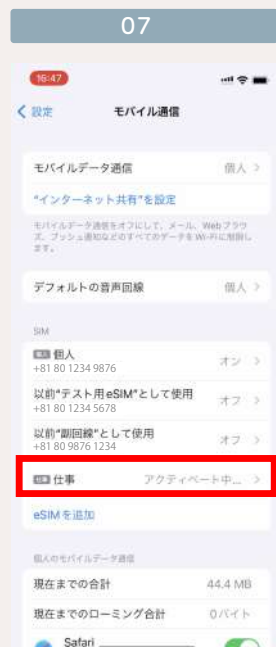 07
16:47
設定
モバイル通信
モバイルデータ通信 個人
"インターネット共有"を設定
モバイルデータ通信をオフにして、メール、Webブラウ
ズ、プッシュ通知などのすべてのデータをWi-Fiに制限し
ます。
デフォルトの音声回線 個人
SIM
個人 個人 オン
+81 80 1234 9876
以前"テスト用eSIM"として使用 オフ
+81 80 1234 5678
以前"副回線"として使用 オフ
+81 80 9876 1234
仕事 仕事 アクティベート中...
eSIMを追加
個人のモバイルデータ通信
現在までの合計 44.4 MB
現在までのローミング合計 0バイト
Safari